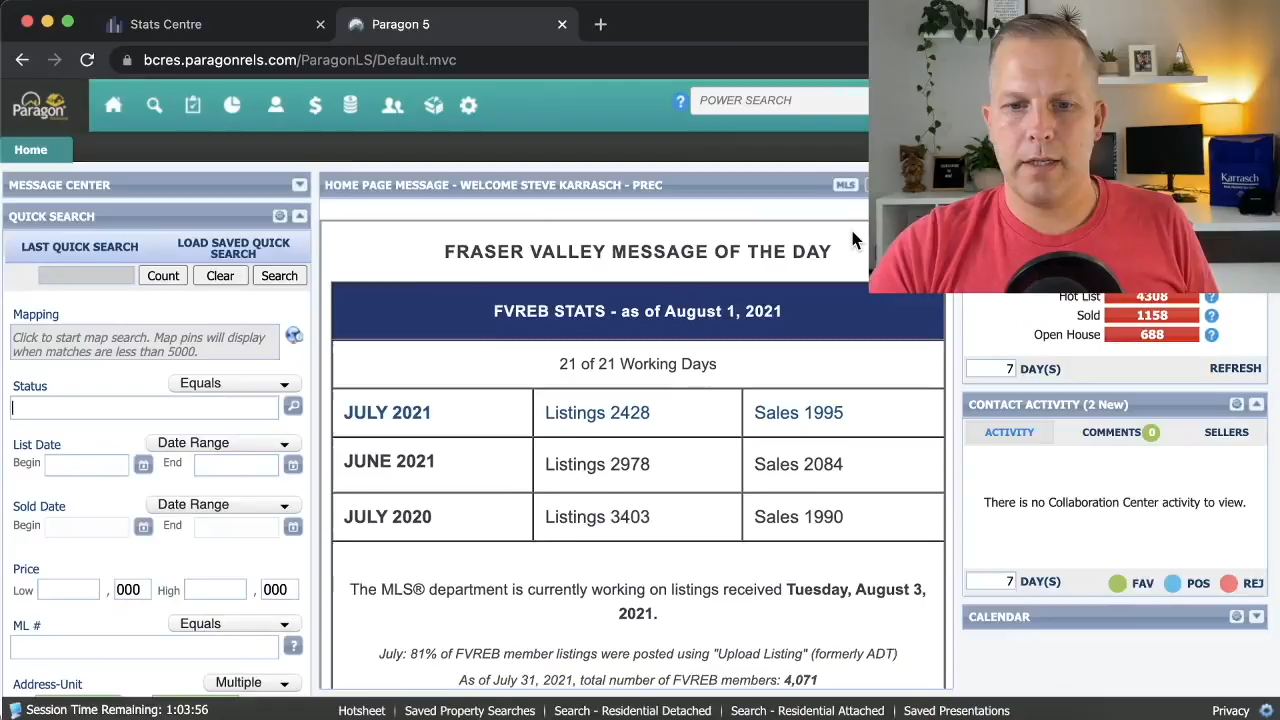 Stats Centre
Paragon 5
bcres.paragonrels.com/ParagonLS/Default.mvc
Paragon
? POWER SEARCH
Home
MESSAGE CENTER
QUICK SEARCH
LAST QUICK SEARCH
LOAD SAVED QUICK
SEARCH
Count Clear Search
Mapping
Click to start map search. Map pins will display
when matches are less than 5000.
Status Equals
List Date Date Range
Begin End
Sold Date Date Range
Begin End
Price
Low , 000 High , 000
ML # Equals
?
Address-Unit Multiple
HOME PAGE MESSAGE - WELCOME STEVE KARRASCH - PREC MLS
FRASER VALLEY MESSAGE OF THE DAY
FVREB STATS - as of August 1, 2021
21 of 21 Working Days
JULY 2021 Listings 2428 Sales 1995
JUNE 2021 Listings 2978 Sales 2084
JULY 2020 Listings 3403 Sales 1990
The MLS® department is currently working on listings received Tuesday, August 3,
2021.
July: 81% of FVREB member listings were posted using "Upload Listing" (formerly ADT)
As of July 31, 2021, total number of FVREB members: 4,071
Karrasch
Hot List 4308 ?
Sold 1158 ?
Open House 688 ?
7 DAY(S) REFRESH
CONTACT ACTIVITY (2 New)
ACTIVITY COMMENTS 0 SELLERS
There is no Collaboration Center activity to view.
7 DAY(S) FAV POS REJ
CALENDAR
Session Time Remaining: 1:03:56
Hotsheet Saved Property Searches Search - Residential Detached Search - Residential Attached Saved Presentations Privacy